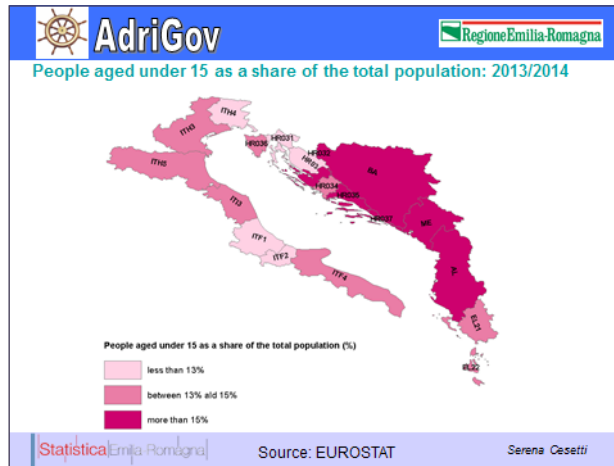 AdriGov
RegioneEmilia-Romagna
People aged under 15 as a share of the total population: 2013/2014
ITH4
ITH3
HR031
HR036
HR032
ITH5
BA
HR034
HR035
ITI3
HR037
ME
ITF1
ITF2
AL
ITF4
EL21
EL22
People aged under 15 as a share of the total population (%)
less than 13%
between 13% ald 15%
more than 15%
Statistica Emilia-Romagna
Source: EUROSTAT
Serena Cesetti